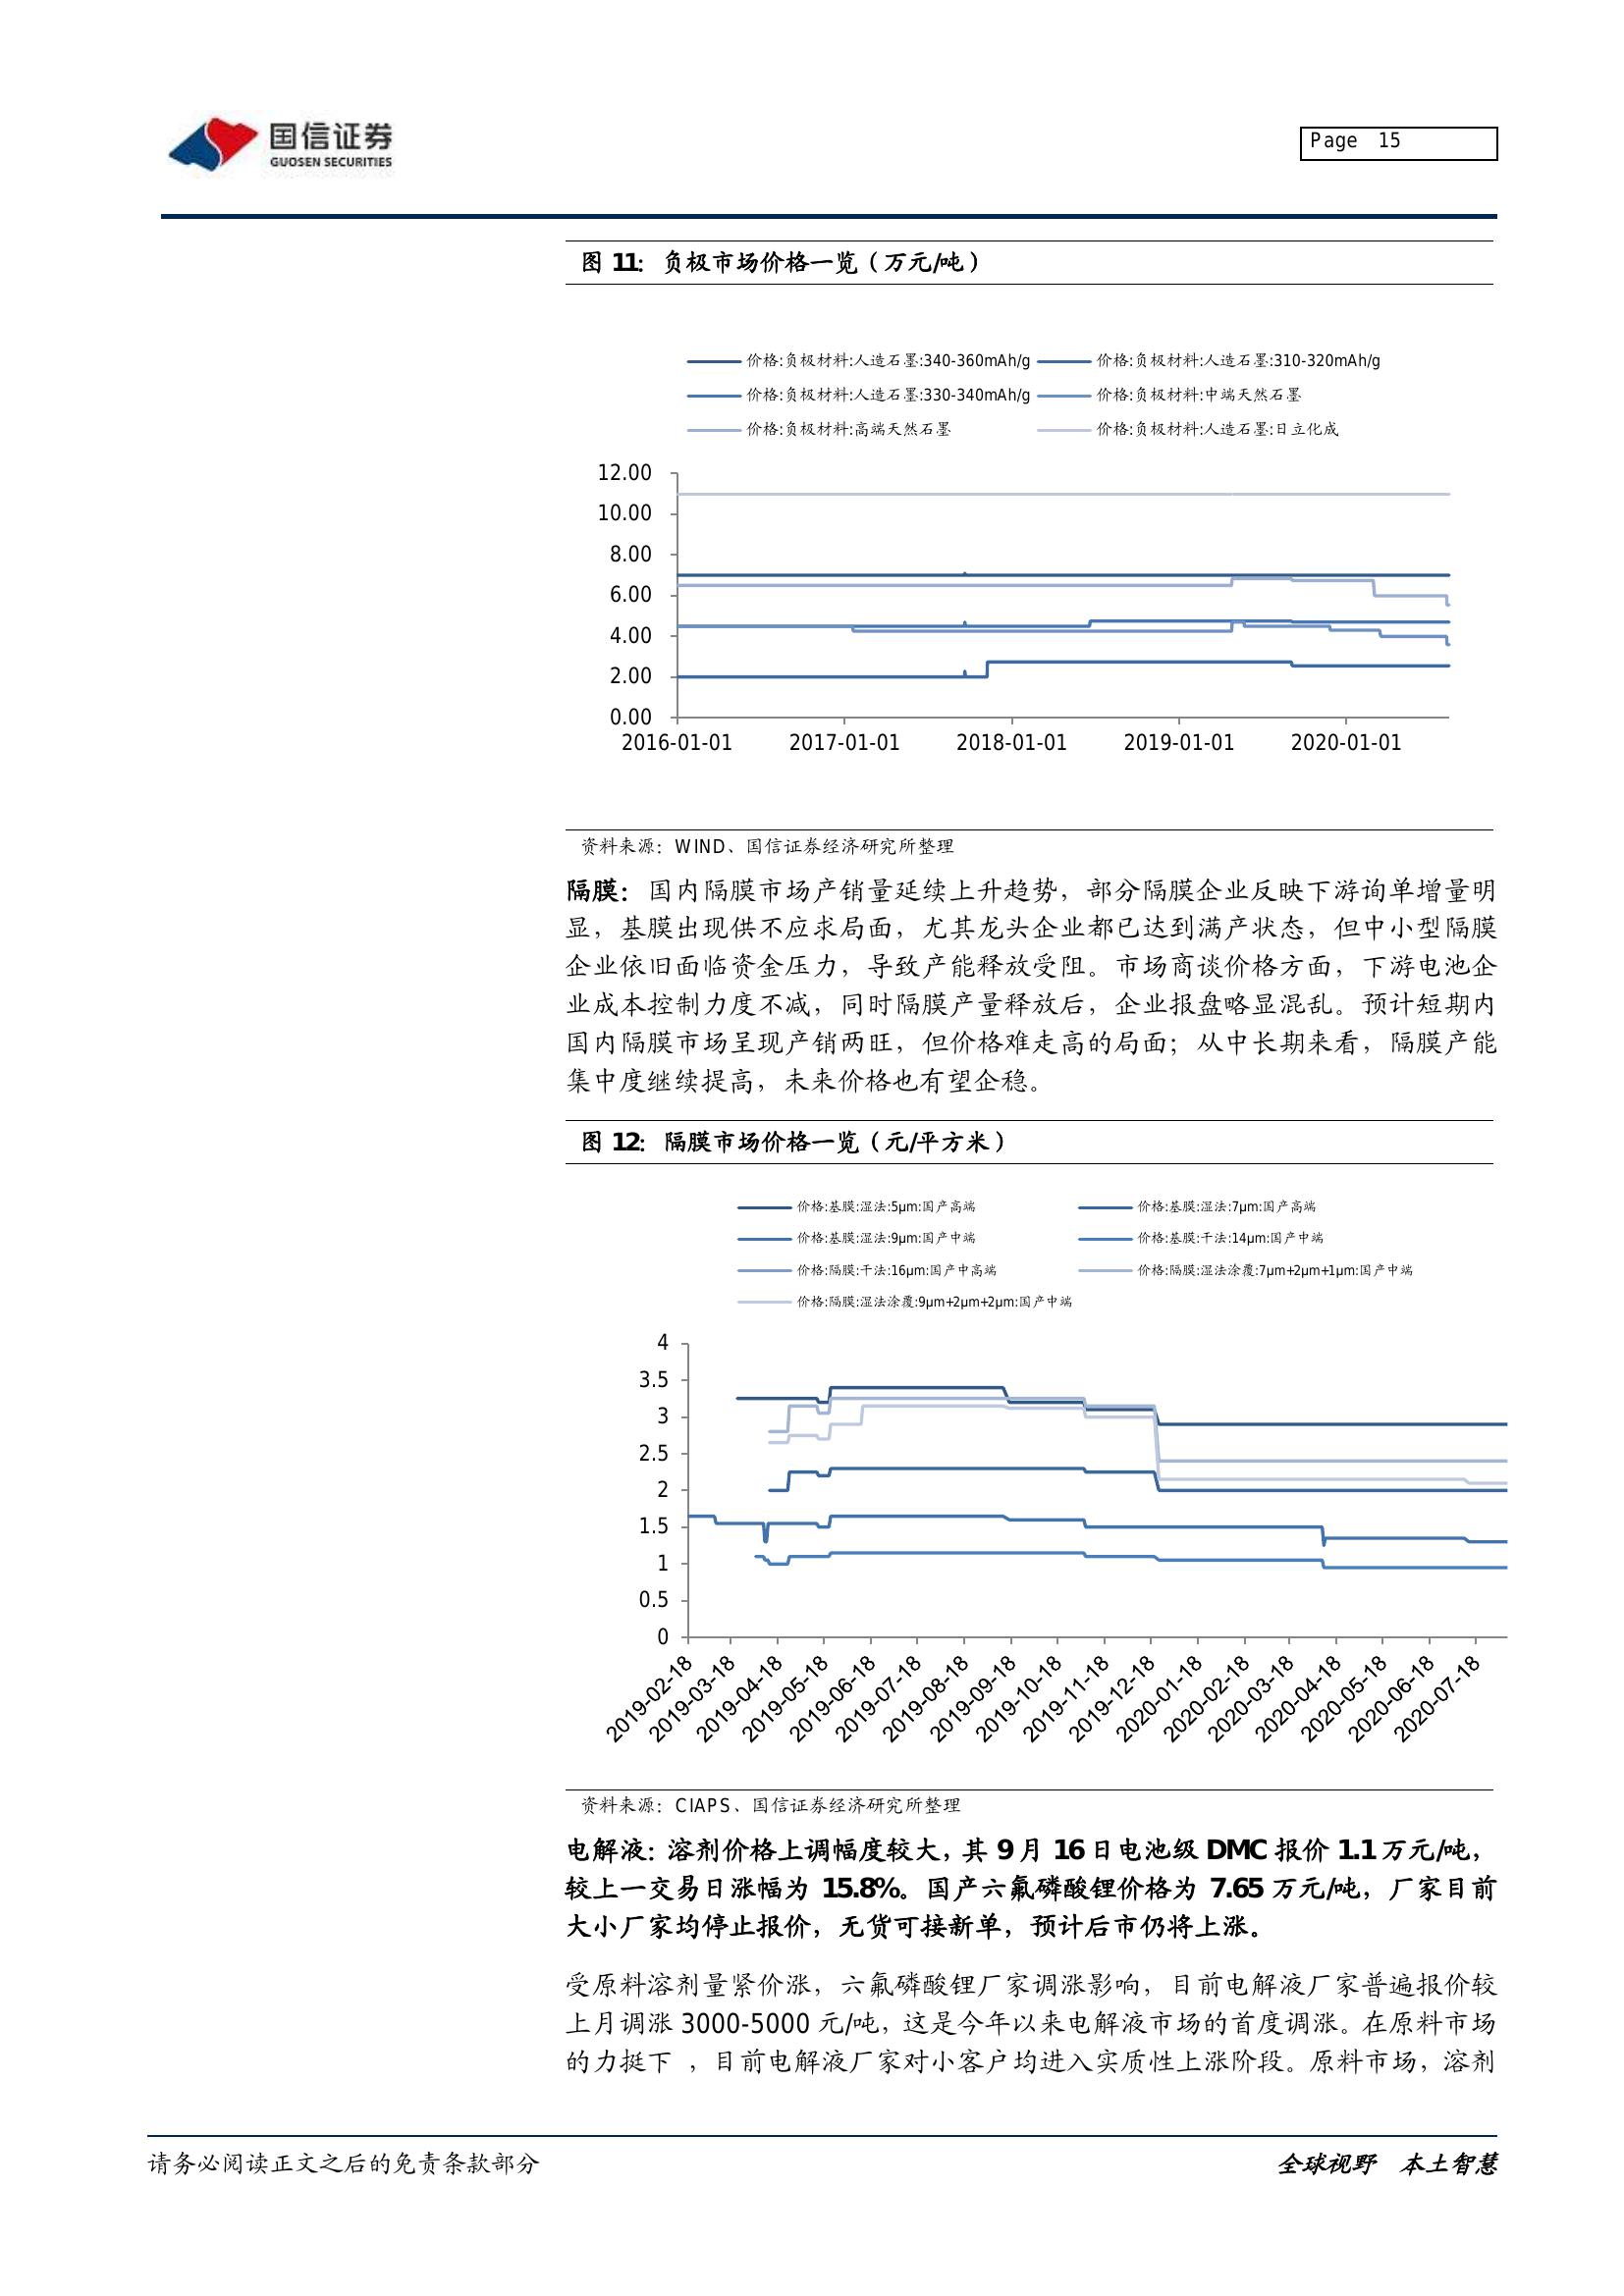 国信证券
GUOSEN SECURITIES
Page 15
图 11: 负极市场价格一览（万元/吨）
价格:负极材料:人造石墨:340-360mAh/g 价格:负极材料:人造石墨:310-320mAh/g
价格:负极材料:人造石墨:330-340mAh/g 价格:负极材料:中端天然石墨
价格:负极材料:高端天然石墨 价格:负极材料:人造石墨:日立化成
12.00
10.00
8.00
6.00
4.00
2.00
0.00
2016-01-01 2017-01-01 2018-01-01 2019-01-01 2020-01-01
资料来源：WIND、国信证券经济研究所整理
隔膜：国内隔膜市场产销量延续上升趋势，部分隔膜企业反映下游询单增量明
显，基膜出现供不应求局面，尤其龙头企业都已达到满产状态，但中小型隔膜
企业依旧面临资金压力，导致产能释放受阻。市场商谈价格方面，下游电池企
业成本控制力度不减，同时隔膜产量释放后，企业报盘略显混乱。预计短期内
国内隔膜市场呈现产销两旺，但价格难走高的局面；从中长期来看，隔膜产能
集中度继续提高，未来价格也有望企稳。
图 12: 隔膜市场价格一览（元/平方米）
价格:基膜:湿法:5μm:国产高端 价格:基膜:湿法:7μm:国产高端
价格:基膜:湿法:9μm:国产中端 价格:基膜:干法:14μm:国产中端
价格:隔膜:干法:16μm:国产中高端 价格:隔膜:湿法涂覆:7μm+2μm+1μm:国产中端
价格:隔膜:湿法涂覆:9μm+2μm+2μm:国产中端
4
3.5
3
2.5
2
1.5
1
0.5
0
2019-02-18 2019-03-18 2019-04-18 2019-05-18 2019-06-18 2019-07-18 2019-08-18 2019-09-18 2019-10-18 2019-11-18 2019-12-18 2020-01-18 2020-02-18 2020-03-18 2020-04-18 2020-05-18 2020-06-18 2020-07-18
资料来源：CIAPS、国信证券经济研究所整理
电解液：溶剂价格上调幅度较大，其 9 月 16 日电池级 DMC 报价 1.1 万元/吨，
较上一交易日涨幅为 15.8%。国产六氟磷酸锂价格为 7.65 万元/吨，厂家目前
大小厂家均停止报价，无货可接新单，预计后市仍将上涨。
受原料溶剂量紧价涨，六氟磷酸锂厂家调涨影响，目前电解液厂家普遍报价较
上月调涨 3000-5000 元/吨，这是今年以来电解液市场的首度调涨。在原料市场
的力挺下 ，目前电解液厂家对小客户均进入实质性上涨阶段。原料市场，溶剂
请务必阅读正文之后的免责条款部分 全球视野 本土智慧